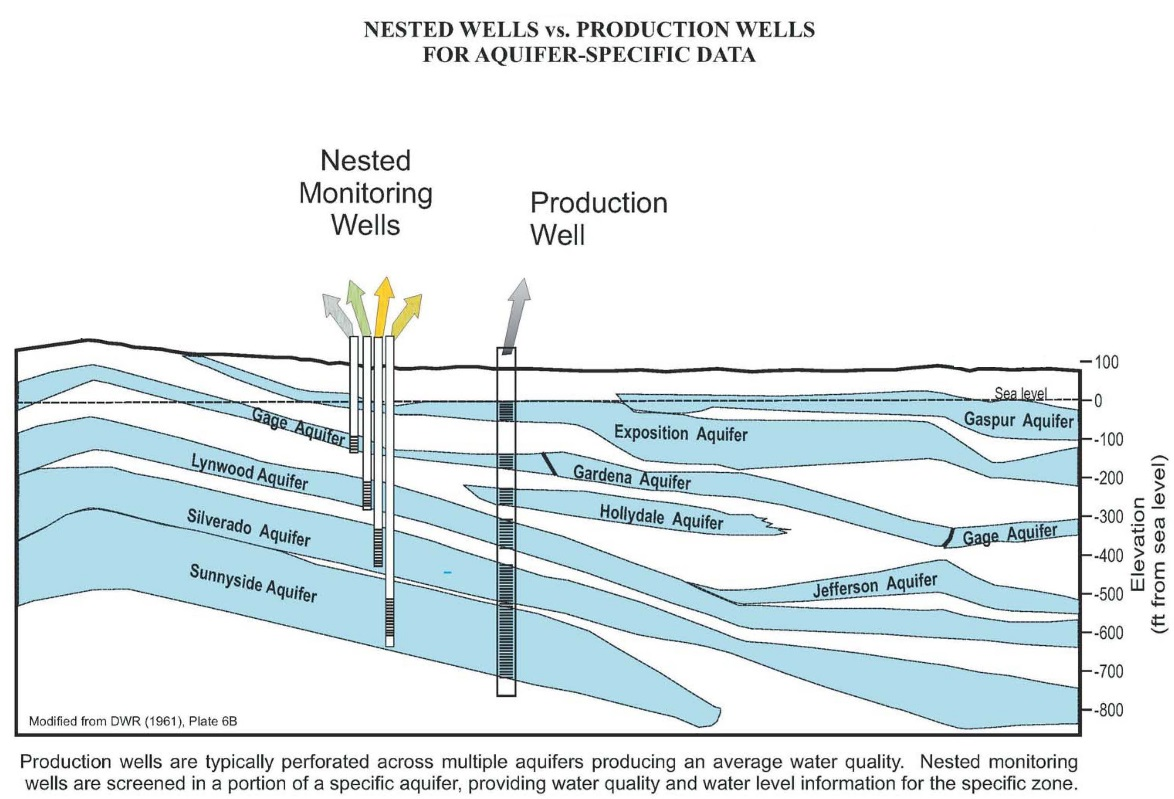 NESTED WELLS vs. PRODUCTION WELLS
FOR AQUIFER-SPECIFIC DATA
Nested
Monitoring
Wells
Production
Well
100
Sea level
0
Gage Aquifer
Gaspur Aquifer
Exposition Aquifer
-100
Lynwood Aquifer
Gardena Aquifer
-200
Silverado Aquifer
Hollydale Aquifer
-300
Gage Aquifer
-400
Sunnyside Aquifer
Jefferson Aquifer
-500
-600
-700
-800
Elevation
(ft from sea level)
Modified from DWR (1961), Plate 6B
Production wells are typically perforated across multiple aquifers producing an average water quality. Nested monitoring
wells are screened in a portion of a specific aquifer, providing water quality and water level information for the specific zone.